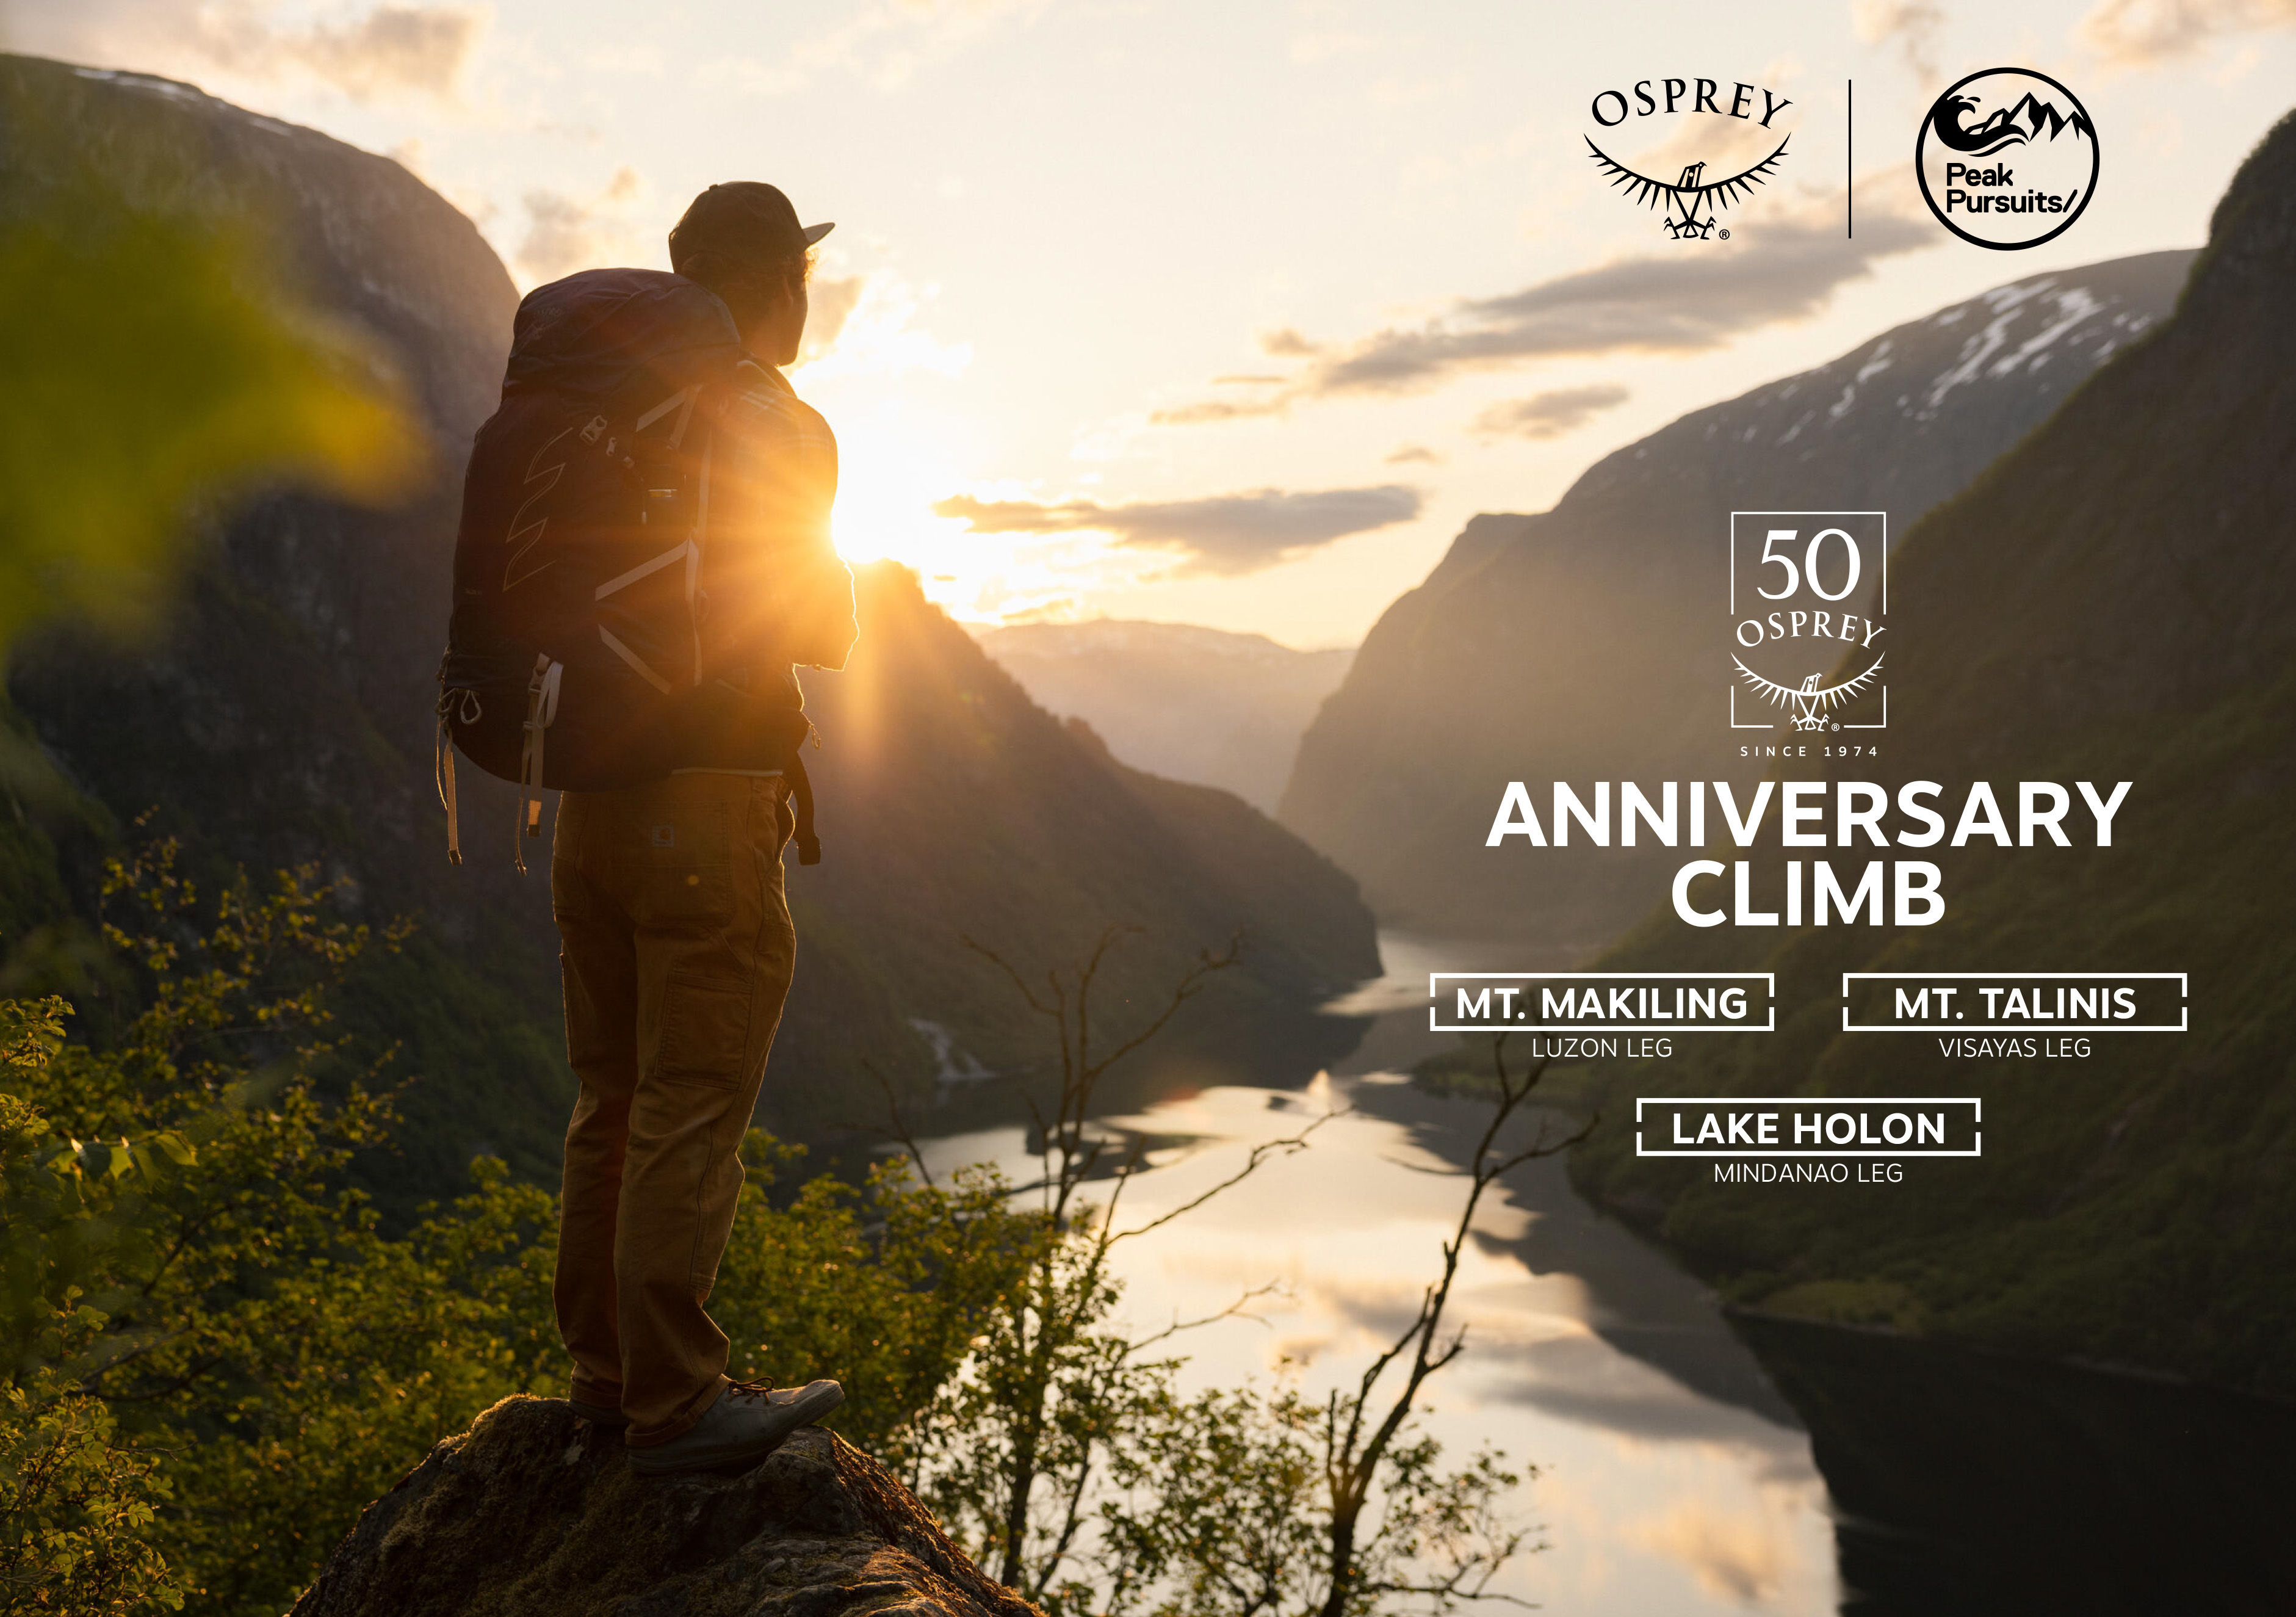 OSPREY
®
Peak
Pursuits/
50
OSPREY
®
SINCE 1974
ANNIVERSARY
CLIMB
MT. MAKILING
LUZON LEG
MT. TALINIS
VISAYAS LEG
LAKE HOLON
MINDANAO LEG